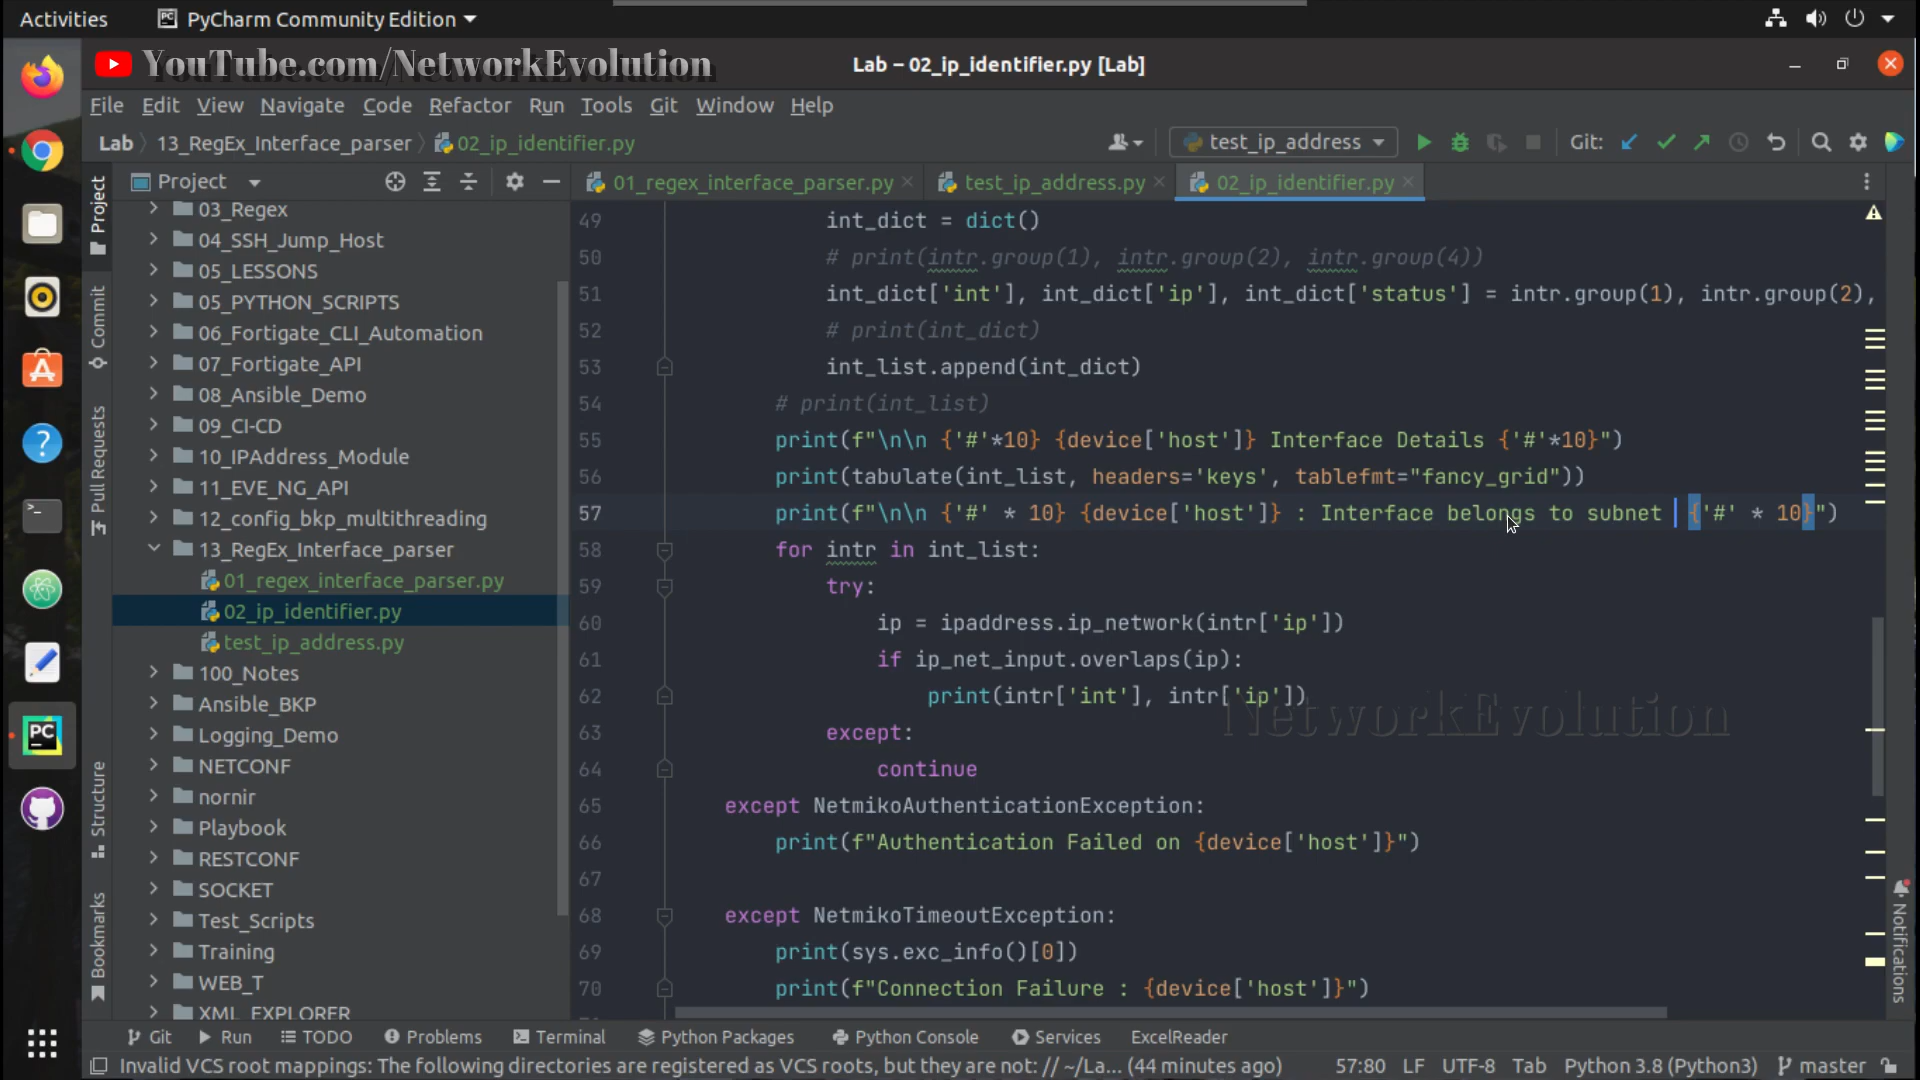 Activities
PyCharm Community Edition
YouTube.com/NetworkEvolution
Lab – 02_ip_identifier.py [Lab]
File Edit View Navigate Code Refactor Run Tools Git Window Help
Lab 13_RegEx_Interface_parser 02_ip_identifier.py
test_ip_address
Git:
Project
01_regex_interface_parser.py
test_ip_address.py
02_ip_identifier.py
Project
Commit
Pull Requests
Structure
Bookmarks
03_Regex
04_SSH_Jump_Host
05_LESSONS
05_PYTHON_SCRIPTS
06_Fortigate_CLI_Automation
07_Fortigate_API
08_Ansible_Demo
09_CI-CD
10_IPAddress_Module
11_EVE_NG_API
12_config_bkp_multithreading
13_RegEx_Interface_parser
01_regex_interface_parser.py
02_ip_identifier.py
test_ip_address.py
100_Notes
Ansible_BKP
Logging_Demo
NETCONF
nornir
Playbook
RESTCONF
SOCKET
Test_Scripts
Training
WEB_T
XML_EXPLORER
49 int_dict = dict()
50 # print(intr.group(1), intr.group(2), intr.group(4))
51 int_dict['int'], int_dict['ip'], int_dict['status'] = intr.group(1), intr.group(2),
52 # print(int_dict)
53 int_list.append(int_dict)
54 # print(int_list)
55 print(f"\n\n {'#'*10} {device['host']} Interface Details {'#'*10}")
56 print(tabulate(int_list, headers='keys', tablefmt="fancy_grid"))
57 print(f"\n\n {'#' * 10} {device['host']} : Interface belongs to subnet {'#' * 10}")
58 for intr in int_list:
59 try:
60 ip = ipaddress.ip_network(intr['ip'])
61 if ip_net_input.overlaps(ip):
62 print(intr['int'], intr['ip'])
63 except:
64 continue
65 except NetmikoAuthenticationException:
66 print(f"Authentication Failed on {device['host']}")
67
68 except NetmikoTimeoutException:
69 print(sys.exc_info()[0])
70 print(f"Connection Failure : {device['host']}")
NetworkEvolution
Notifications
Git Run TODO Problems Terminal Python Packages Python Console Services ExcelReader
Invalid VCS root mappings: The following directories are registered as VCS roots, but they are not: // ~/La... (44 minutes ago)
57:80 LF UTF-8 Tab Python 3.8 (Python3) master